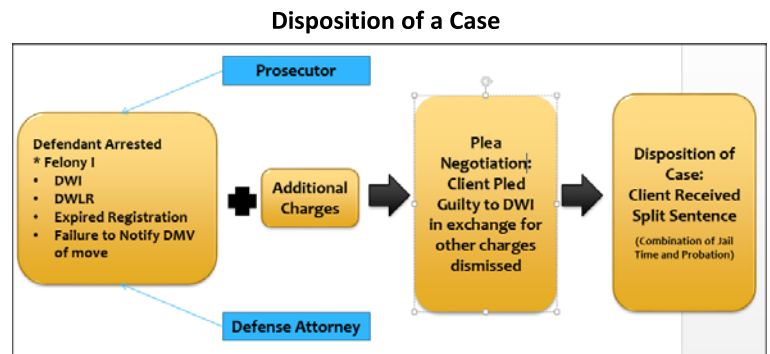 Disposition of a Case
Prosecutor
Defendant Arrested
* Felony I
• DWI
• DWLR
• Expired Registration
• Failure to Notify DMV
of move
Additional
Charges
Plea
Negotiation:
Client Pled
Guilty to DWI
in exchange for
other charges
dismissed
Disposition of
Case:
Client Received
Split Sentence
(Combination of Jail
Time and Probation)
Defense Attorney